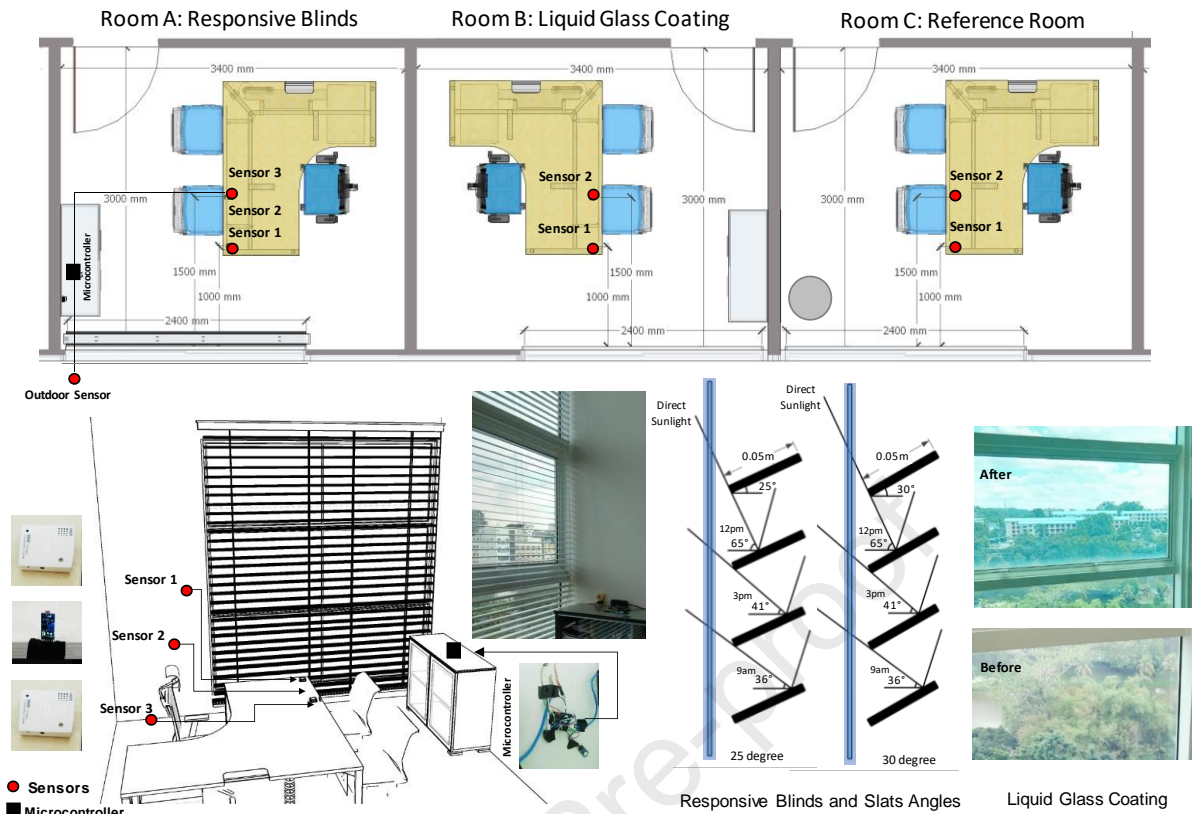 Room A: Responsive Blinds
Room B: Liquid Glass Coating
Room C: Reference Room
3400 mm
3400 mm
3400 mm
Sensor 3
Sensor 2
Sensor 1
3000 mm
Microcontroller
1500 mm
1000 mm
2400 mm
Sensor 2
Sensor 1
3000 mm
1500 mm
1000 mm
2400 mm
Sensor 2
Sensor 1
3000 mm
1500 mm
1000 mm
2400 mm
Outdoor Sensor
Sensor 1
Sensor 2
Sensor 3
Microcontroller
Sensors
Microcontroller
Direct
Sunlight
0.05m
25°
12pm
65°
3pm
41°
9am
36°
25 degree
Direct
Sunlight
0.05m
30°
12pm
65°
3pm
41°
9am
36°
30 degree
Responsive Blinds and Slats Angles
After
Before
Liquid Glass Coating
re-proof